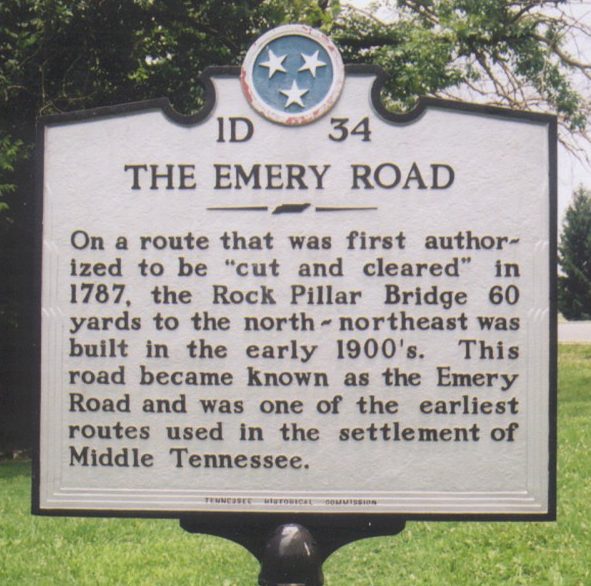 1D 34
THE EMERY ROAD
On a route that was first author-
ized to be "cut and cleared" in
1787, the Rock Pillar Bridge 60
yards to the north-northeast was
built in the early 1900's. This
road became known as the Emery
Road and was one of the earliest
routes used in the settlement of
Middle Tennessee.
TENNESSEE HISTORICAL COMMISSION